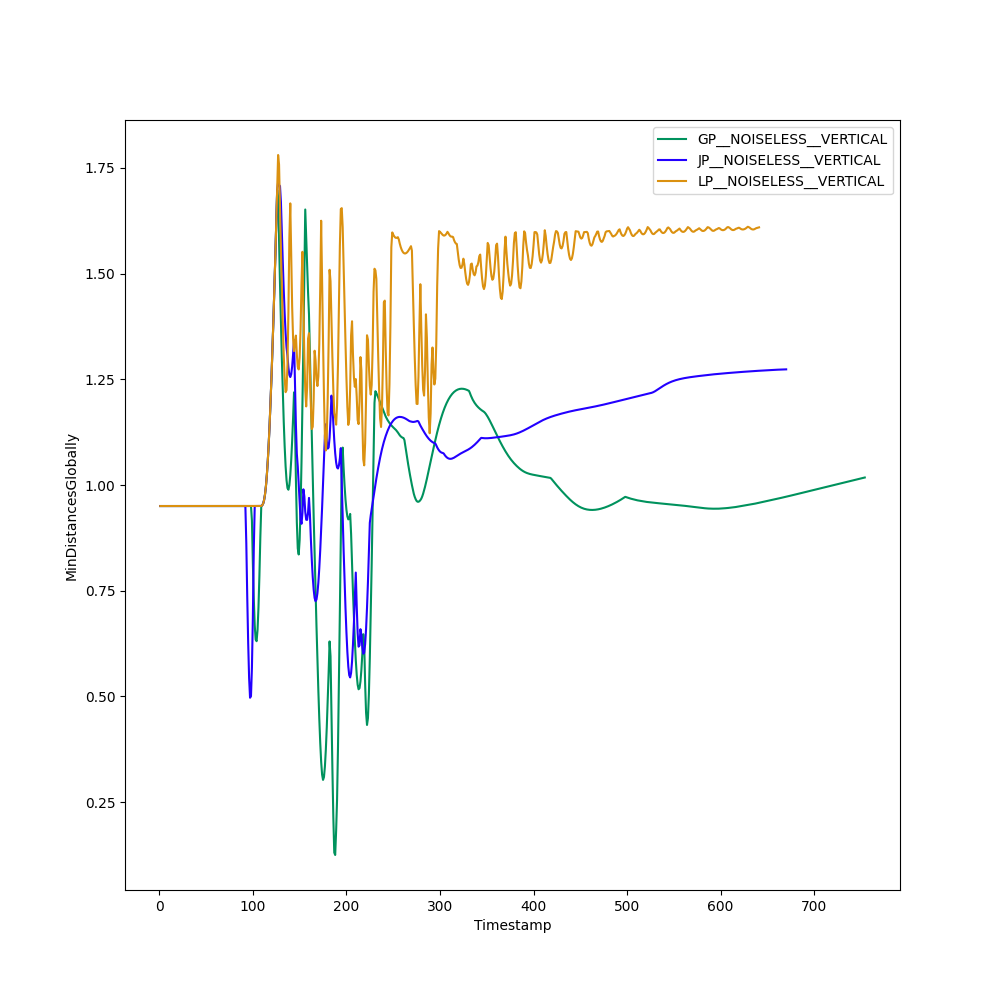 GP__NOISELESS__VERTICAL
JP__NOISELESS__VERTICAL
LP__NOISELESS__VERTICAL
1.75
1.50
1.25
1.00
0.75
0.50
0.25
MinDistancesGlobally
0 100 200 300 400 500 600 700
Timestamp